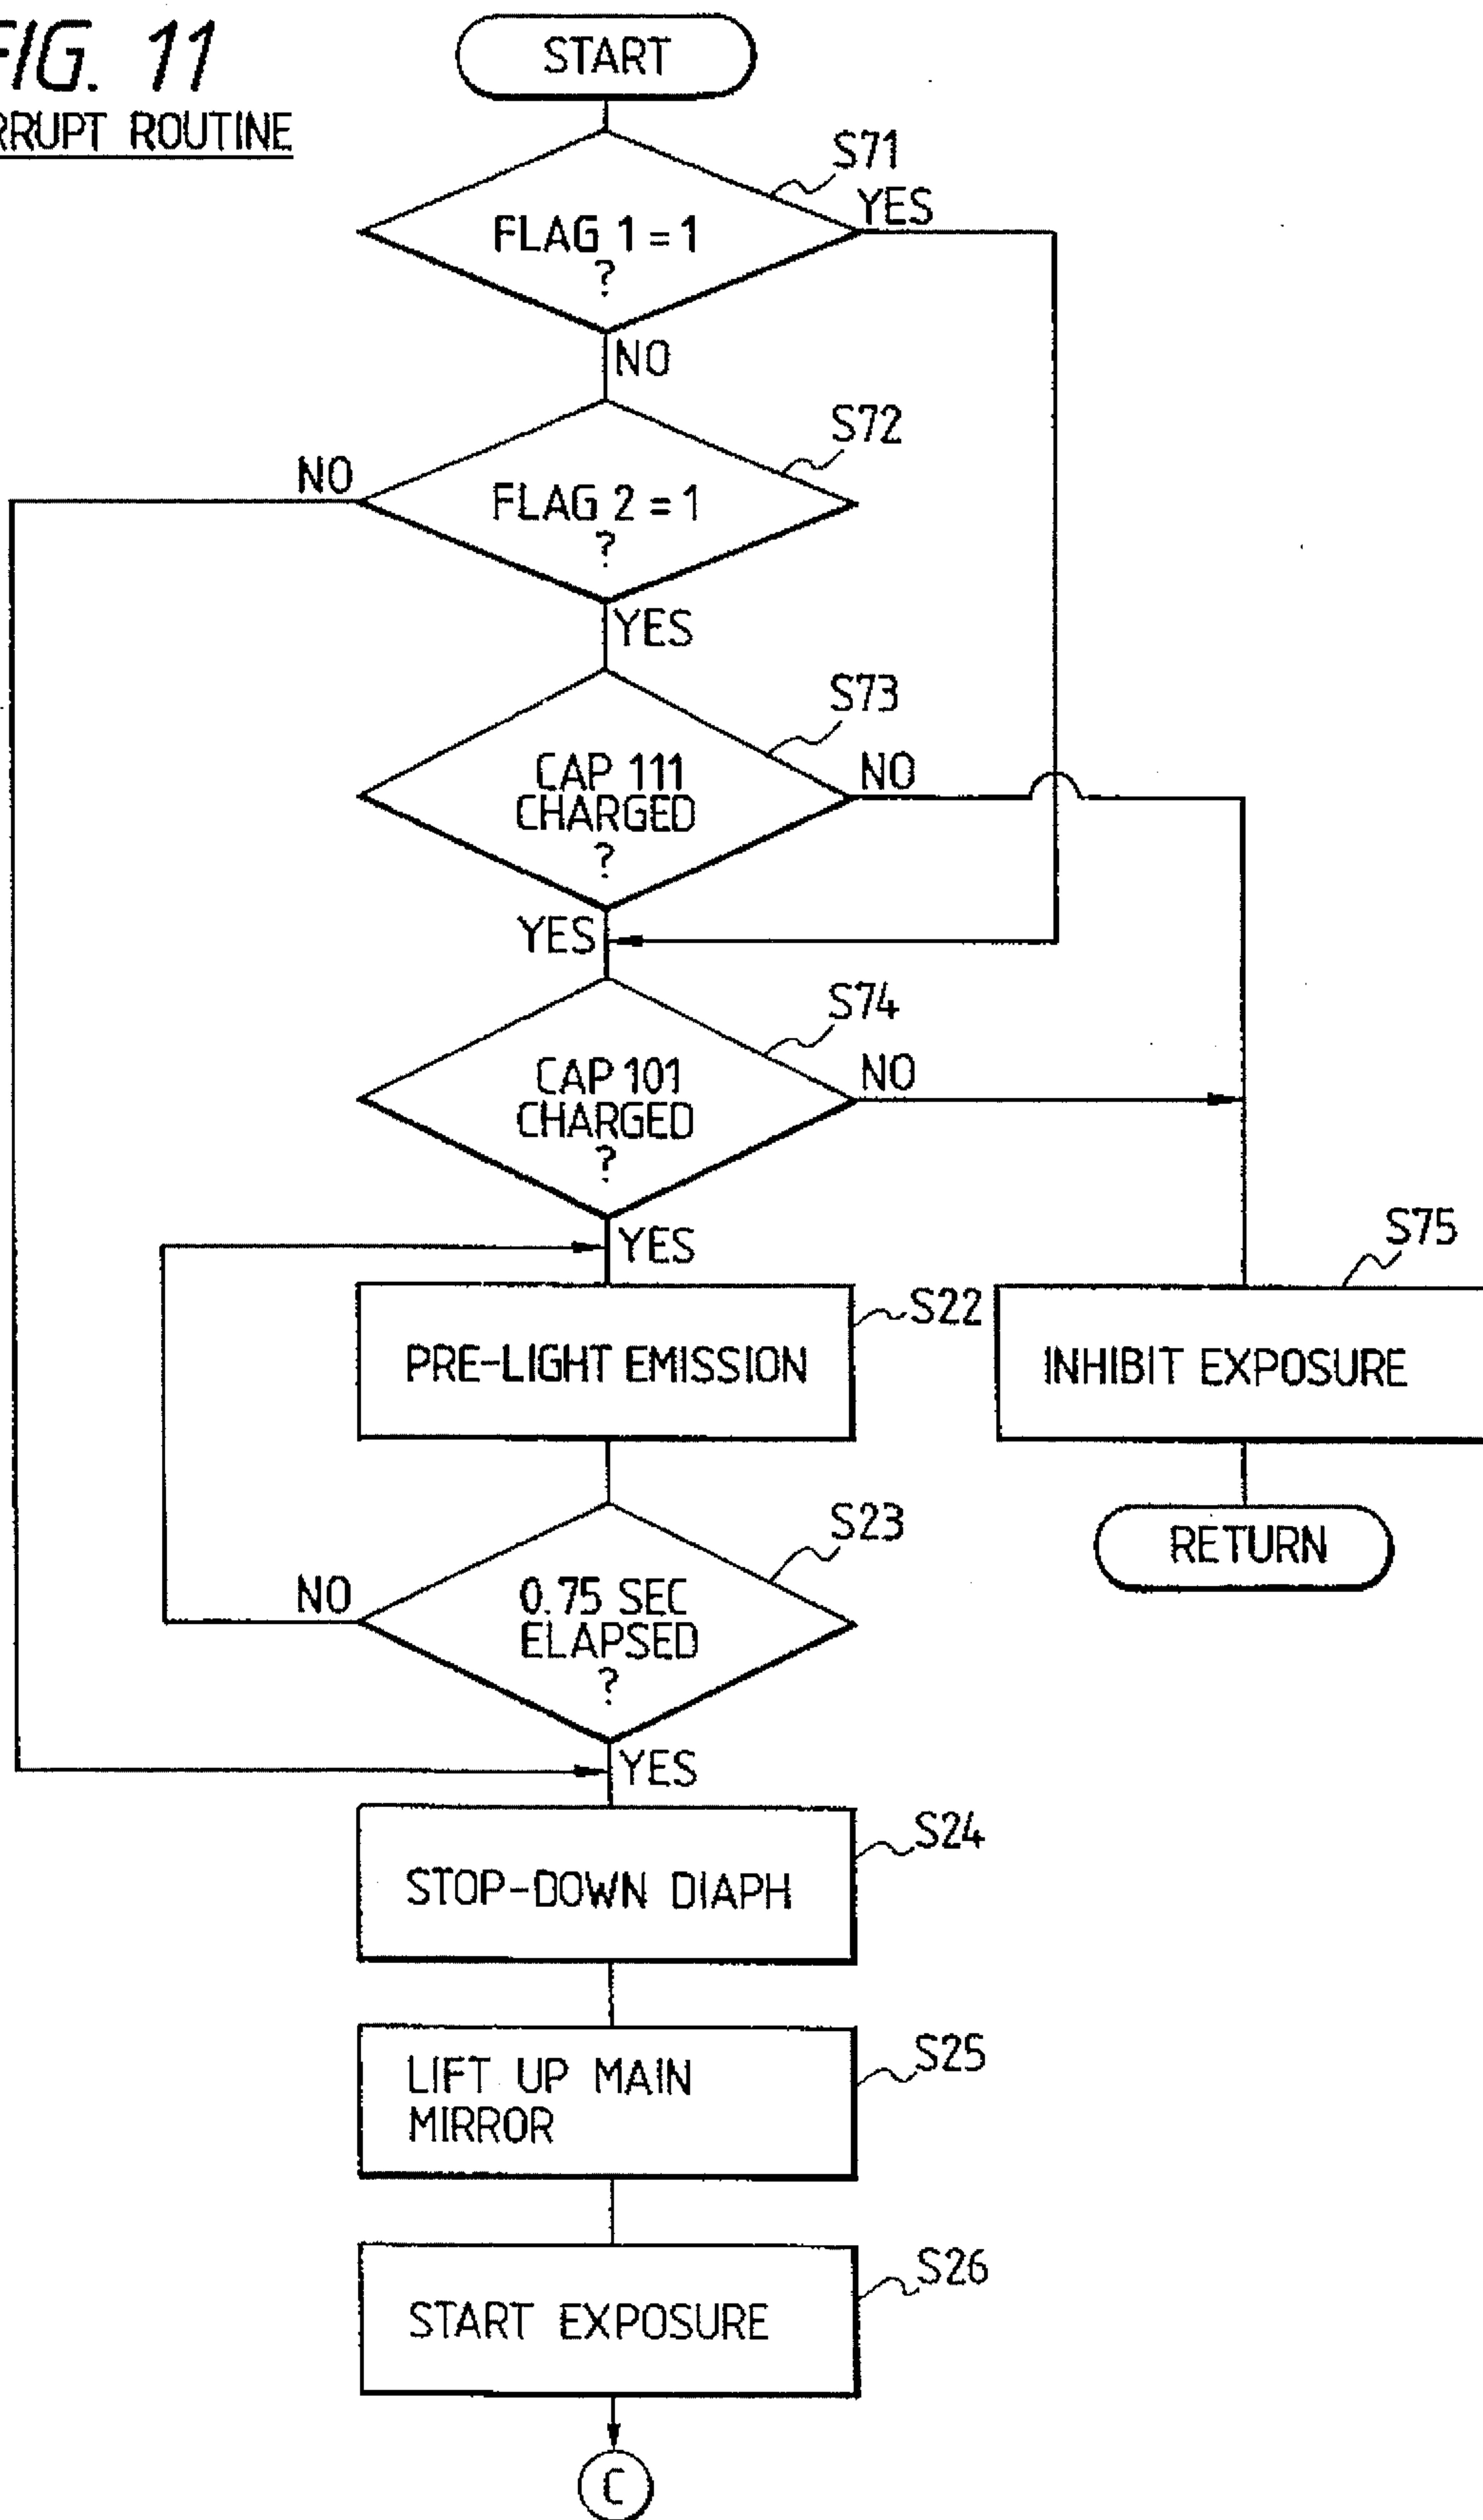 FIG. 11
ROUTINE
START
S71
FLAG 1 = 1
?
YES
NO
S72
FLAG 2 = 1
?
NO
YES
S73
CAP 111
CHARGED
?
NO
YES
S74
CAP 101
CHARGED
?
NO
YES
S22
PRE-LIGHT EMISSION
S75
INHIBIT EXPOSURE
RETURN
S23
0.75 SEC
ELAPSED
?
NO
YES
S24
STOP-DOWN DIAPH
S25
LIFT UP MAIN
MIRROR
S26
START EXPOSURE
C